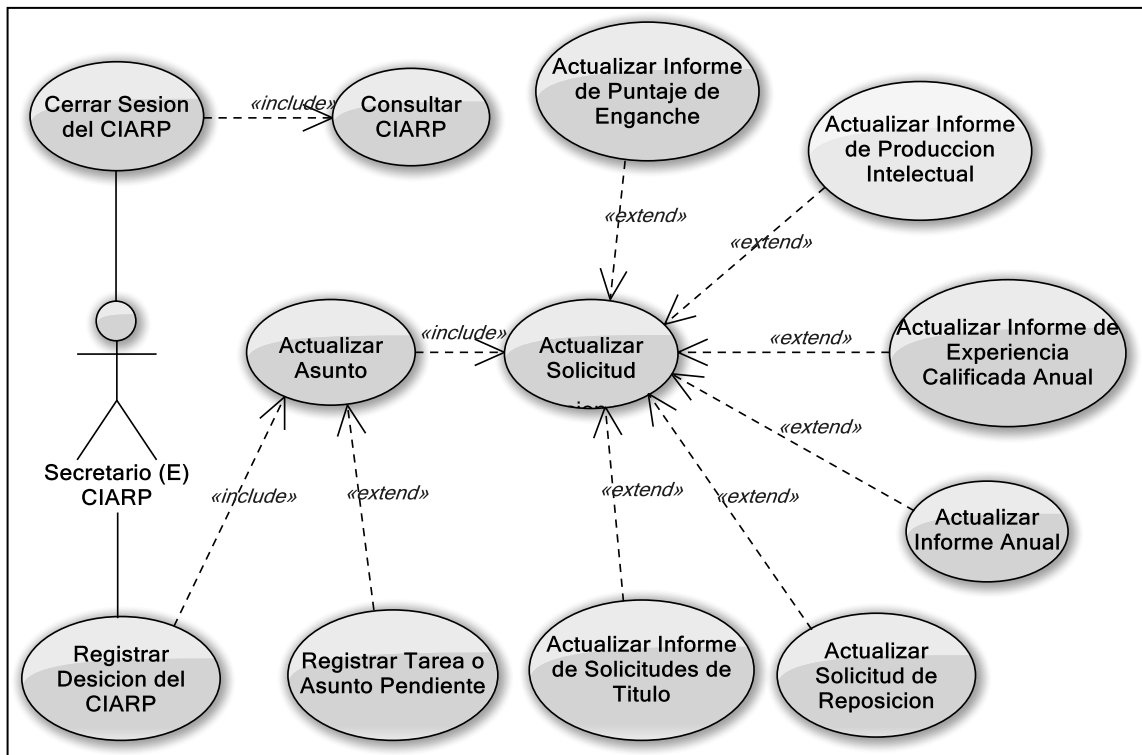 Actualizar Informe
de Puntaje de
Enganche
Cerrar Sesion
del CIARP
«include»
Consultar
CIARP
Actualizar Informe
de Produccion
Intelectual
«extend»
«extend»
Actualizar
Asunto
«include»
Actualizar
Solicitud
«extend»
Actualizar Informe de
Experiencia
Calificada Anual
«extend»
Secretario (E)
CIARP
«include»
«extend»
«extend»
«extend»
Actualizar
Informe Anual
Registrar
Desicion del
CIARP
Registrar Tarea o
Asunto Pendiente
Actualizar Informe
de Solicitudes de
Titulo
Actualizar
Solicitud de
Reposicion